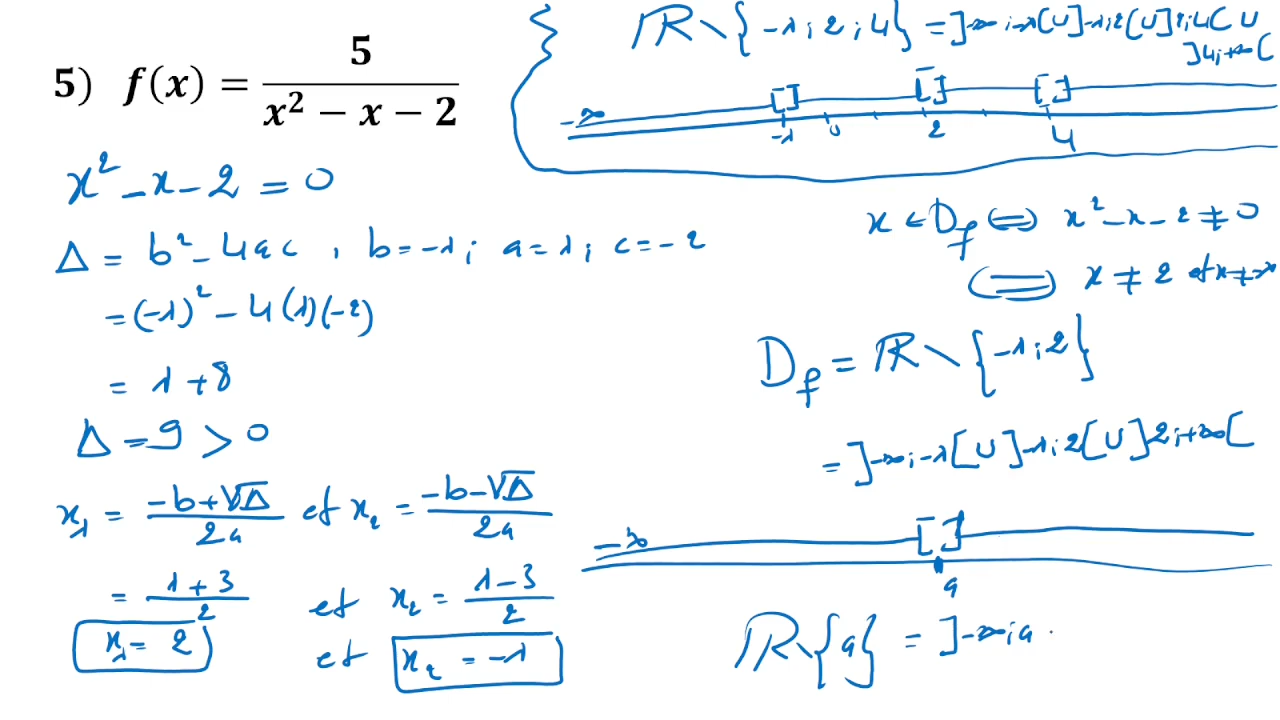 5) f(x) = 5 / (x² − x − 2)
x² − x − 2 = 0
Δ = b² − 4ac , b = −1 ; a = 1 ; c = −2
= (−1)² − 4(1)(−2)
= 1 + 8
Δ = 9 > 0
x₁ = (−b + √Δ) / 2a et x₂ = (−b − √Δ) / 2a
= (1 + 3) / 2 et x₂ = (1 − 3) / 2
x₁ = 2 et x₂ = −1
ℝ \ {−1 ; 2 ; 4} = ]−∞ ; −1[ ∪ ]−1 ; 2[ ∪ ]2 ; 4[ ∪
]4 ; +∞[
−∞ [ ] [ ] [ ]
−1 0 2 4
x ∈ D_f ⟺ x² − x − 2 ≠ 0
⟺ x ≠ 2 et x ≠
D_f = ℝ \ {−1 ; 2}
= ]−∞ ; −1[ ∪ ]−1 ; 2[ ∪ ]2 ; +∞[
−∞ [ ]
a
ℝ \ {a} = ]−∞ ; a